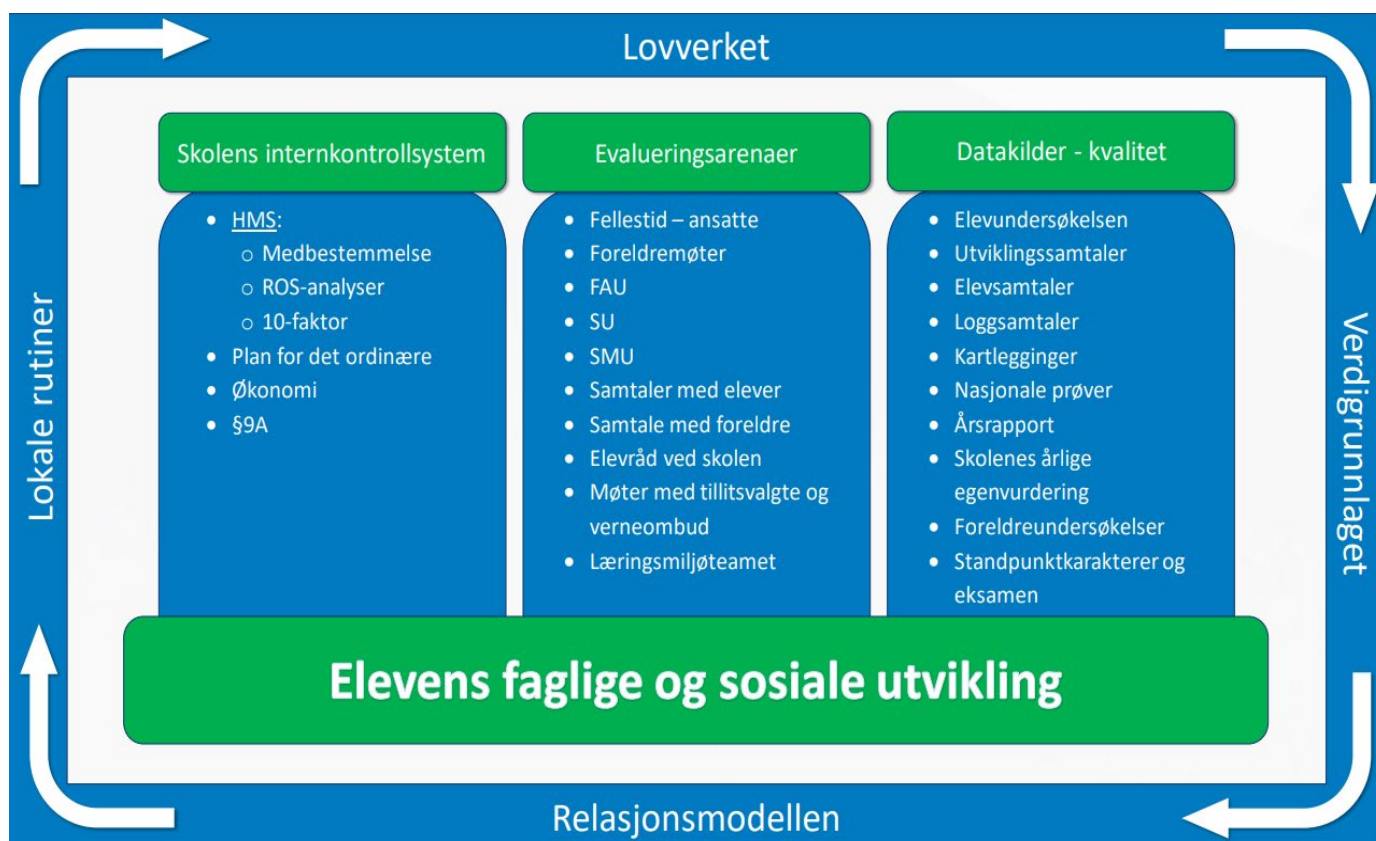 Lovverket
Skolens internkontrollsystem
• HMS:
o Medbestemmelse
o ROS-analyser
o 10-faktor
• Plan for det ordinære
• Økonomi
• §9A
Evalueringsarenaer
• Fellestid – ansatte
• Foreldremøter
• FAU
• SU
• SMU
• Samtaler med elever
• Samtale med foreldre
• Elevråd ved skolen
• Møter med tillitsvalgte og
verneombud
• Læringsmiljøteamet
Datakilder - kvalitet
• Elevundersøkelsen
• Utviklingssamtaler
• Elevsamtaler
• Loggsamtaler
• Kartlegginger
• Nasjonale prøver
• Årsrapport
• Skolenes årlige
egenvurdering
• Foreldreundersøkelser
• Standpunktkarakterer og
eksamen
Elevens faglige og sosiale utvikling
Verdigrunnlaget
Relasjonsmodellen
Lokale rutiner